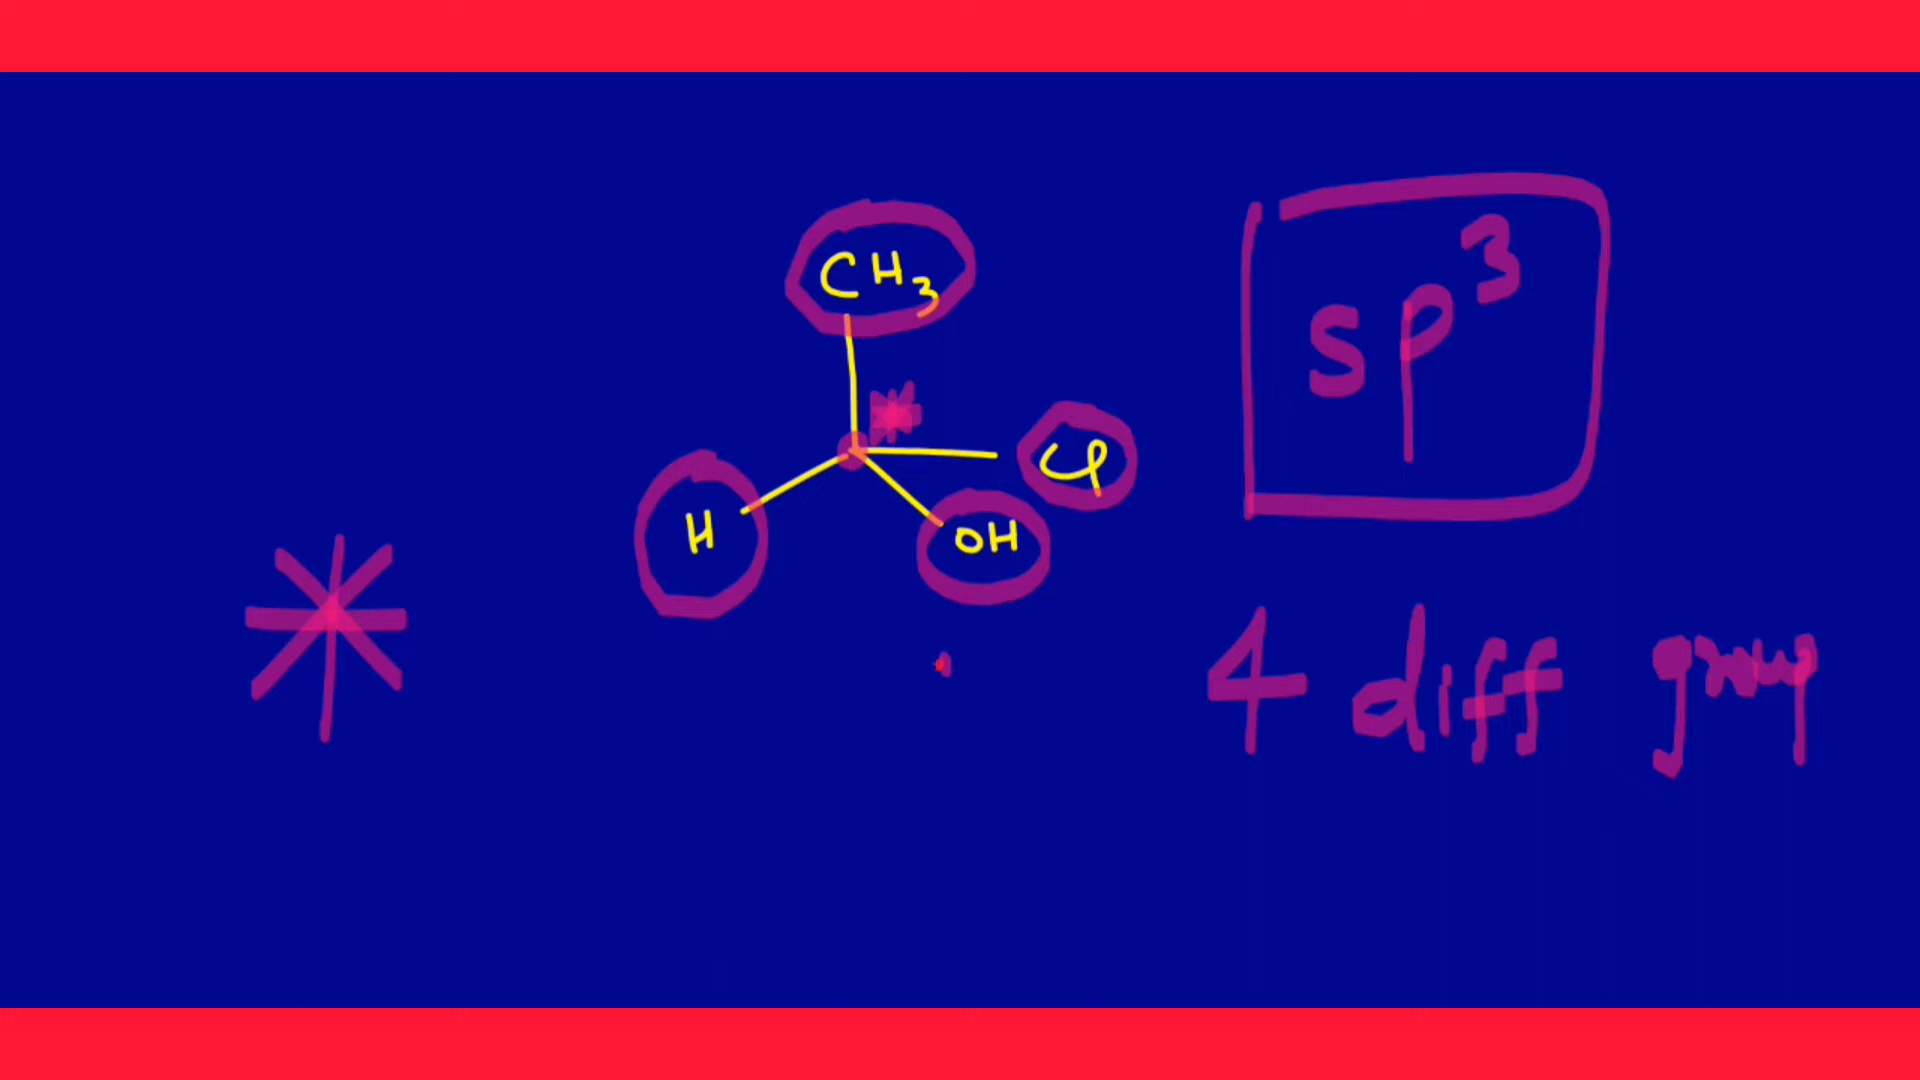 CH₃
*
Cl
H
OH
sp³
*
4 diff group